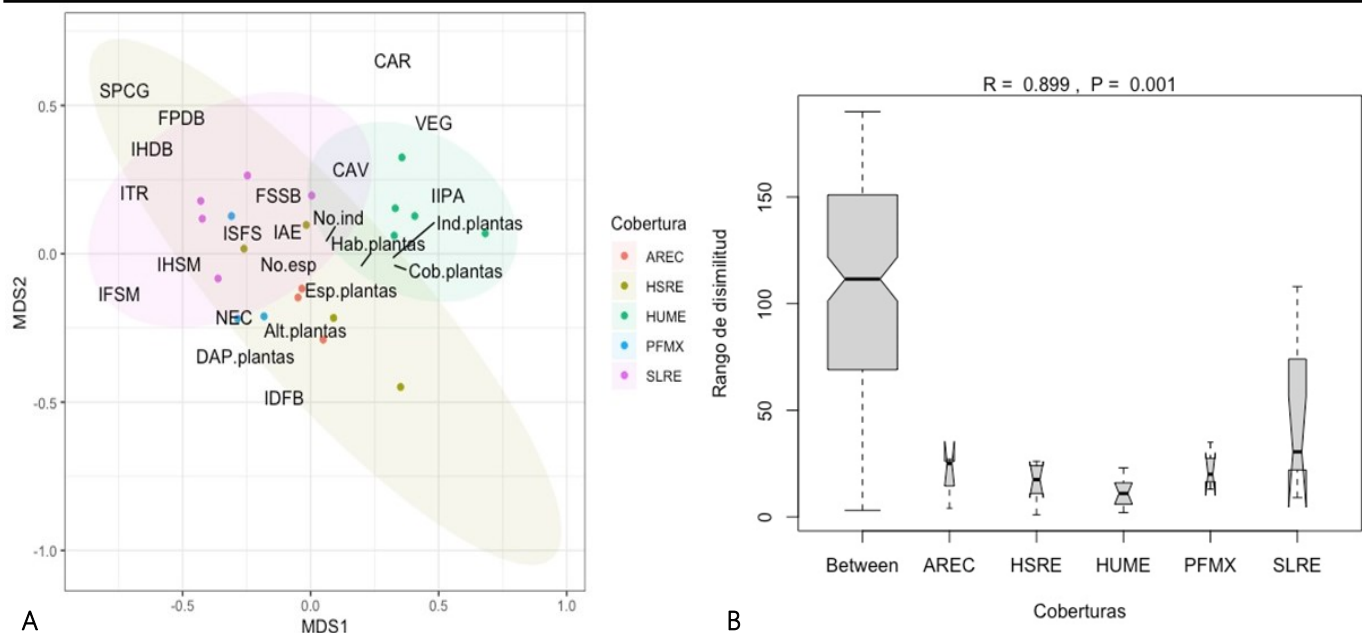 CAR
SPCG
0.5
FPDB
VEG
IHDB
CAV
ITR
FSSB
IIPA
No.ind
Ind.plantas
ISFS
IAE
Hab.plantas
0.0
IHSM
No.esp
Cob.plantas
IFSM
Esp.plantas
NEC
Alt.plantas
DAP.plantas
IDFB
-0.5
-1.0
MDS2
-0.5 0.0 0.5 1.0
MDS1
A
Cobertura
AREC
HSRE
HUME
PFMX
SLRE
R = 0.899 , P = 0.001
Rango de disimilitud
150
100
50
0
Between AREC HSRE HUME PFMX SLRE
Coberturas
B